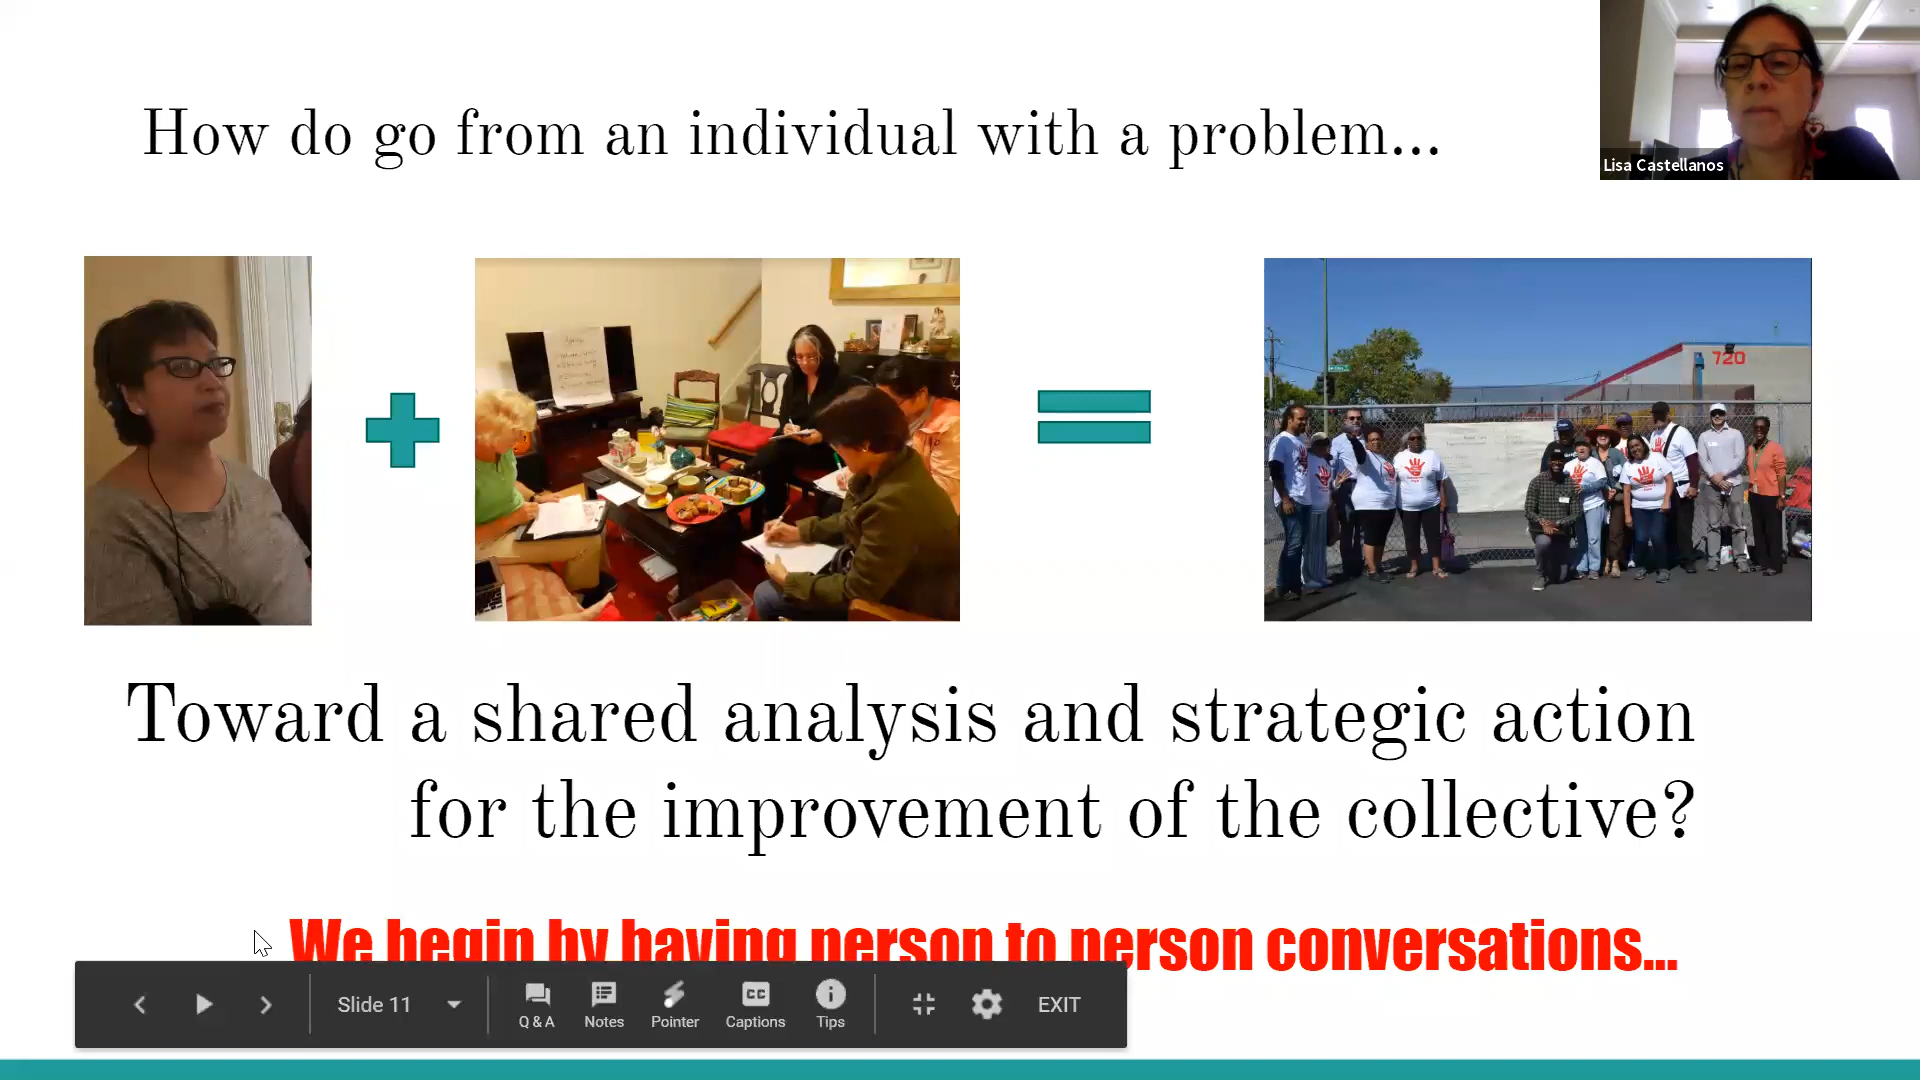 How do go from an individual with a problem...
Lisa Castellanos
720
Toward a shared analysis and strategic action
for the improvement of the collective?
We begin by having person to person conversations...
Slide 11
Q & A
Notes
Pointer
CC
Captions
Tips
EXIT